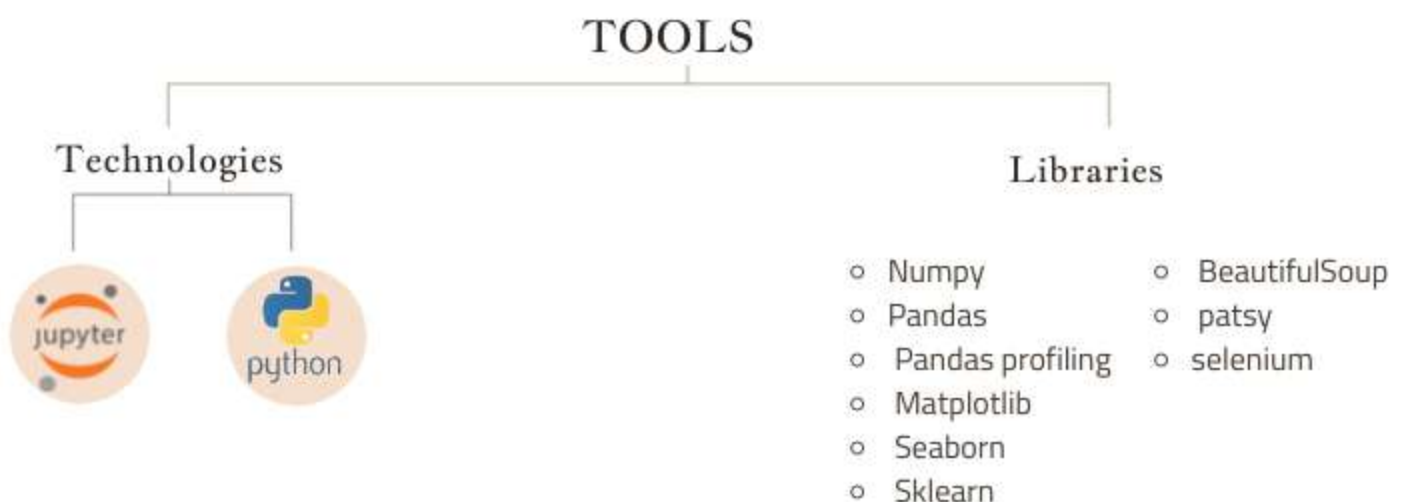 TOOLS
Technologies
Libraries
jupyter
python
Numpy
Pandas
Pandas profiling
Matplotlib
Seaborn
Sklearn
BeautifulSoup
patsy
selenium